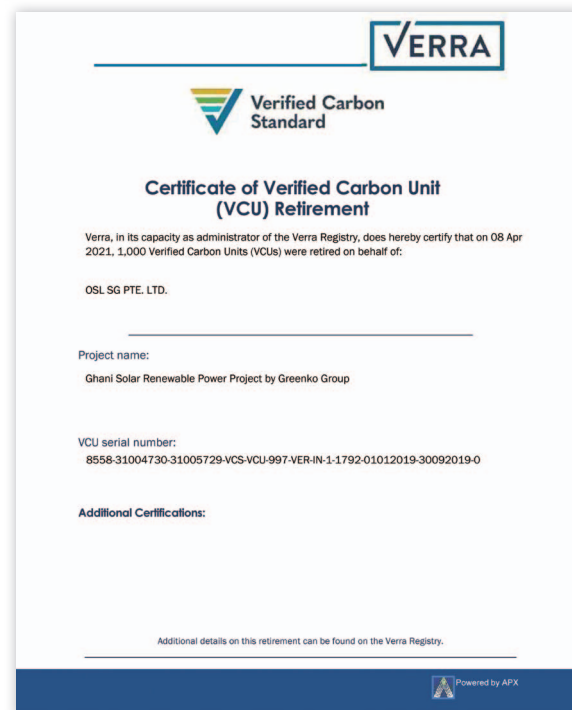 VERRA
Verified Carbon
Standard
Certificate of Verified Carbon Unit
(VCU) Retirement
Verra, in its capacity as administrator of the Verra Registry, does hereby certify that on 08 Apr
2021, 1,000 Verified Carbon Units (VCUs) were retired on behalf of:
OSL SG PTE. LTD.
Project name:
Ghani Solar Renewable Power Project by Greenko Group
VCU serial number:
8558-31004730-31005729-VCS-VCU-997-VER-IN-1-1792-01012019-30092019-0
Additional Certifications:
Additional details on this retirement can be found on the Verra Registry.
Powered by APX